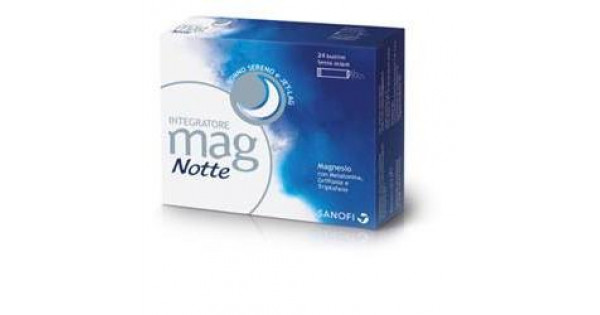 24 bustine
Senza acqua
SONNO SERENO e JET-LAG
INTEGRATORE
mag
Notte
Magnesio
con Melatonina,
Griffonia e
Triptofano
SANOFI